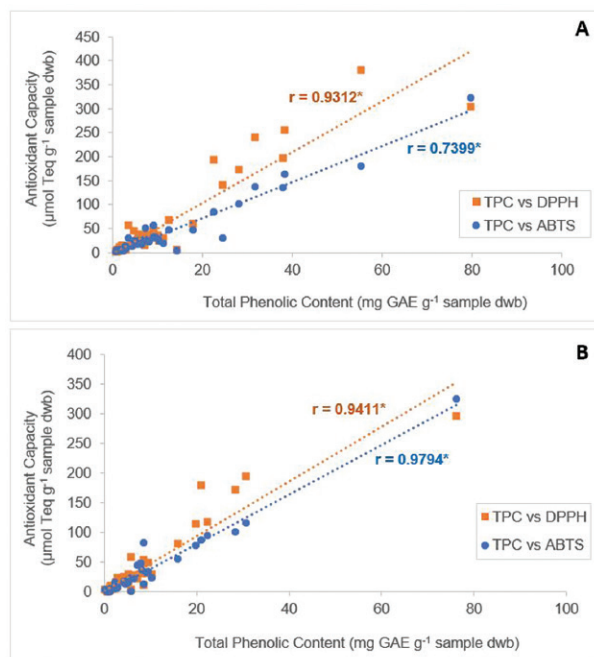 A
450
400
350
300
250
200
150
100
50
0
Antioxidant Capacity
(µmol Teq g⁻¹ sample dwb)
r = 0.9312*
r = 0.7399*
TPC vs DPPH
TPC vs ABTS
0 20 40 60 80 100
Total Phenolic Content (mg GAE g⁻¹ sample dwb)
B
400
350
300
250
200
150
100
50
0
Antioxidant Capacity
(µmol Teq g⁻¹ sample dwb)
r = 0.9411*
r = 0.9794*
TPC vs DPPH
TPC vs ABTS
0 20 40 60 80 100
Total Phenolic Content (mg GAE g⁻¹ sample dwb)